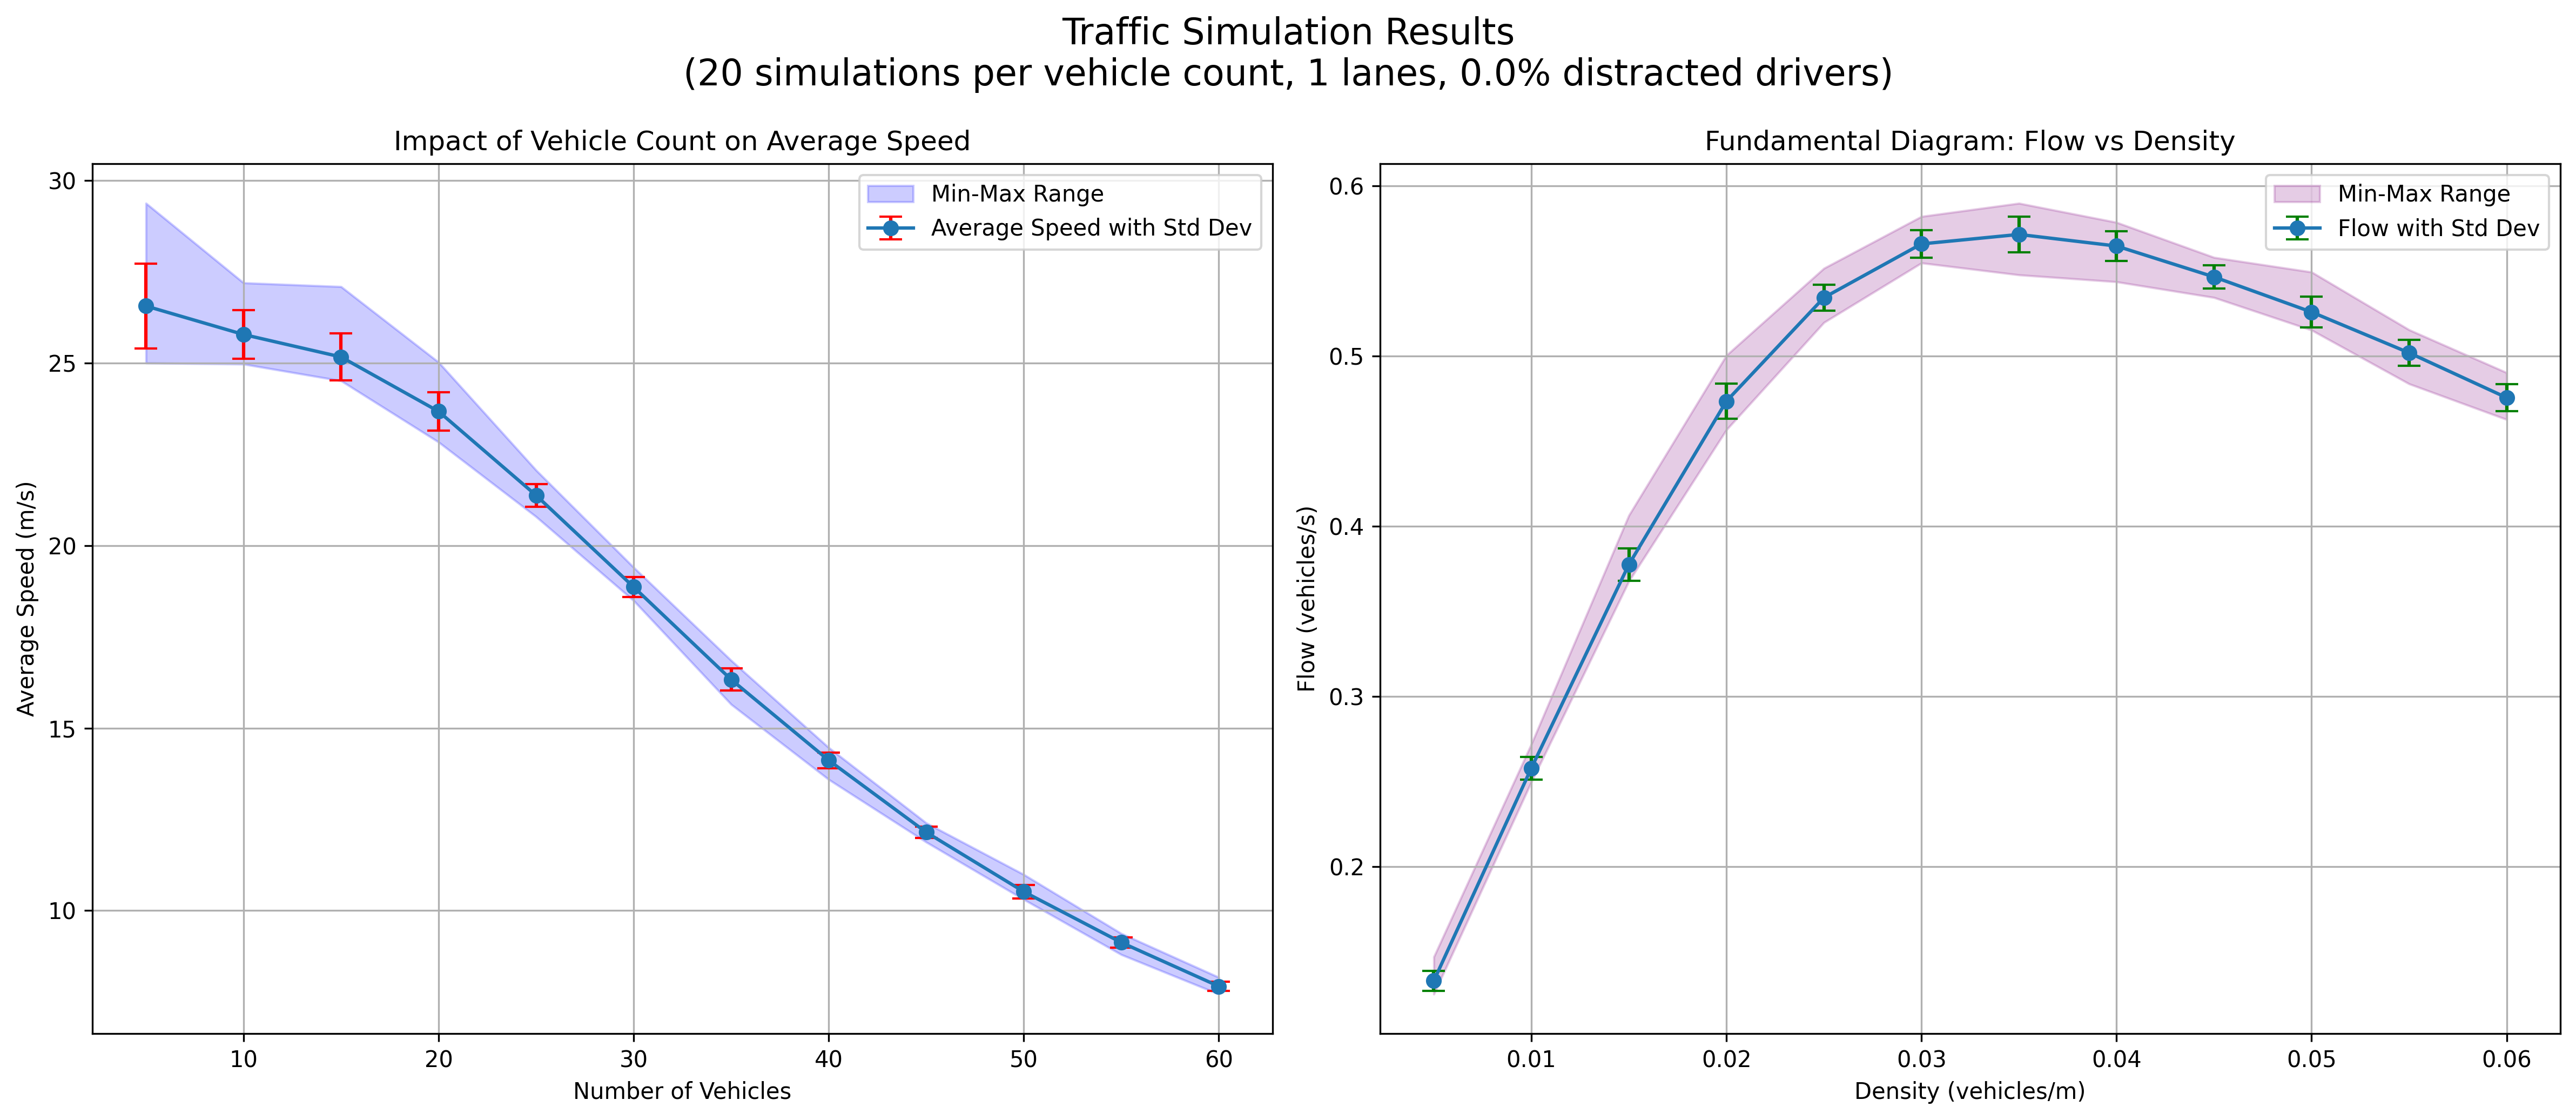 Traffic Simulation Results
(20 simulations per vehicle count, 1 lanes, 0.0% distracted drivers)
Impact of Vehicle Count on Average Speed
30
25
20
15
10
Average Speed (m/s)
Min-Max Range
Average Speed with Std Dev
10
20
30
40
50
60
Number of Vehicles
Fundamental Diagram: Flow vs Density
0.6
0.5
0.4
0.3
0.2
Flow (vehicles/s)
Min-Max Range
Flow with Std Dev
0.01
0.02
0.03
0.04
0.05
0.06
Density (vehicles/m)